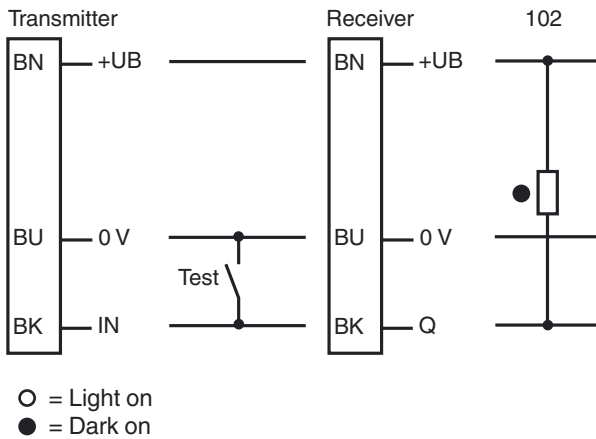 Transmitter
BN +UB
BU 0 V
Test
BK IN
Receiver
BN +UB
BU 0 V
BK Q
102
= Light on
= Dark on